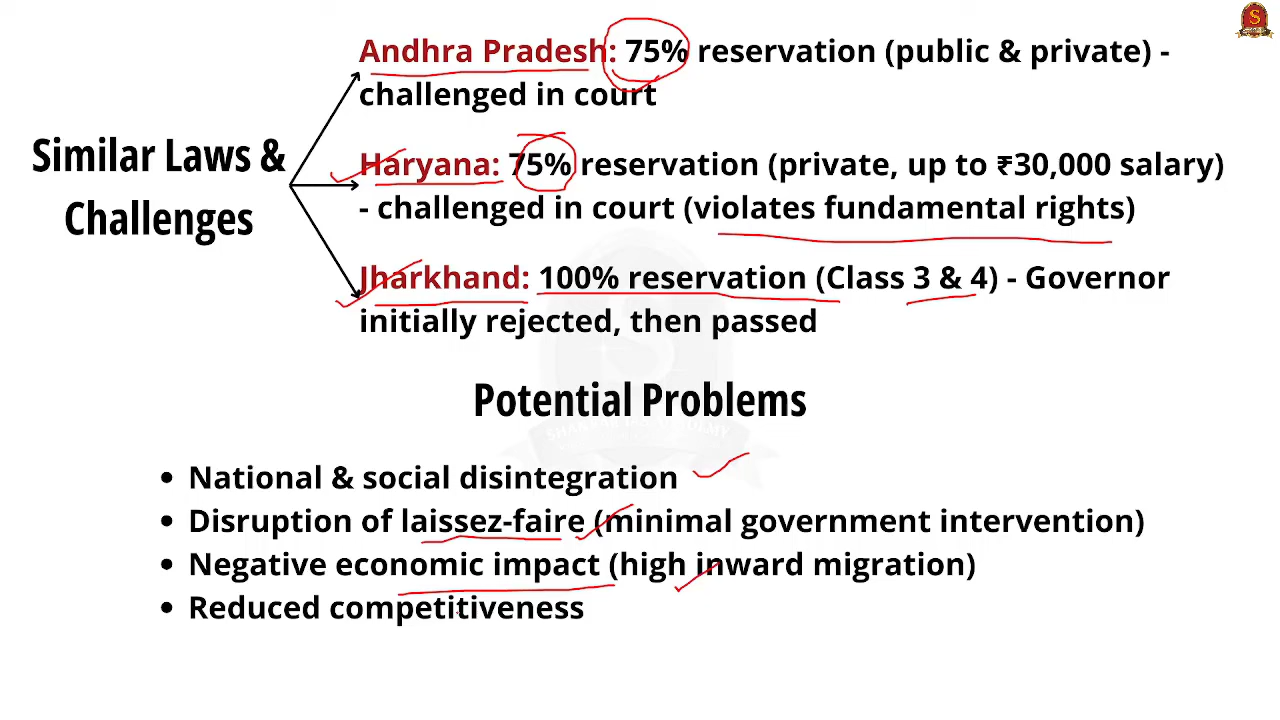 Andhra Pradesh: 75% reservation (public & private) -
challenged in court
Similar Laws &
Challenges
Haryana: 75% reservation (private, up to ₹30,000 salary)
- challenged in court (violates fundamental rights)
Jharkhand: 100% reservation (Class 3 & 4) - Governor
initially rejected, then passed
Potential Problems
• National & social disintegration
• Disruption of laissez-faire (minimal government intervention)
• Negative economic impact (high inward migration)
• Reduced competitiveness